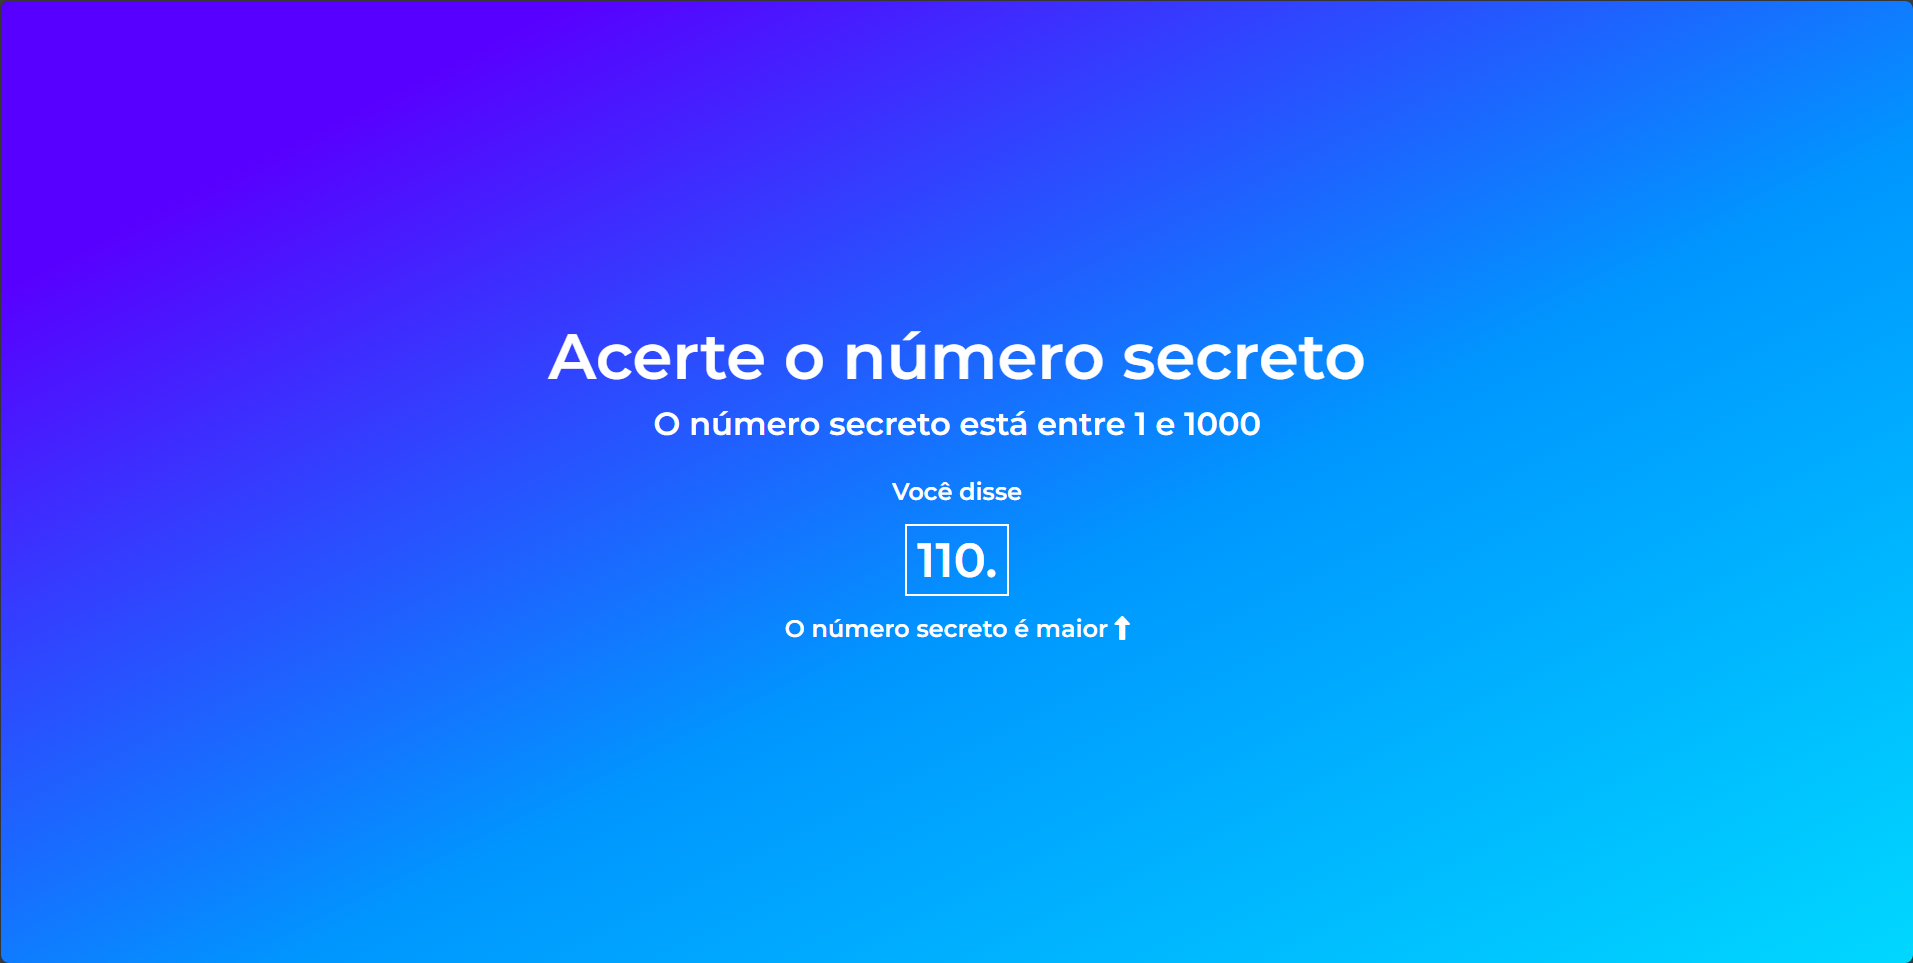 Acerte o número secreto
O número secreto está entre 1 e 1000
Você disse
110.
O número secreto é maior